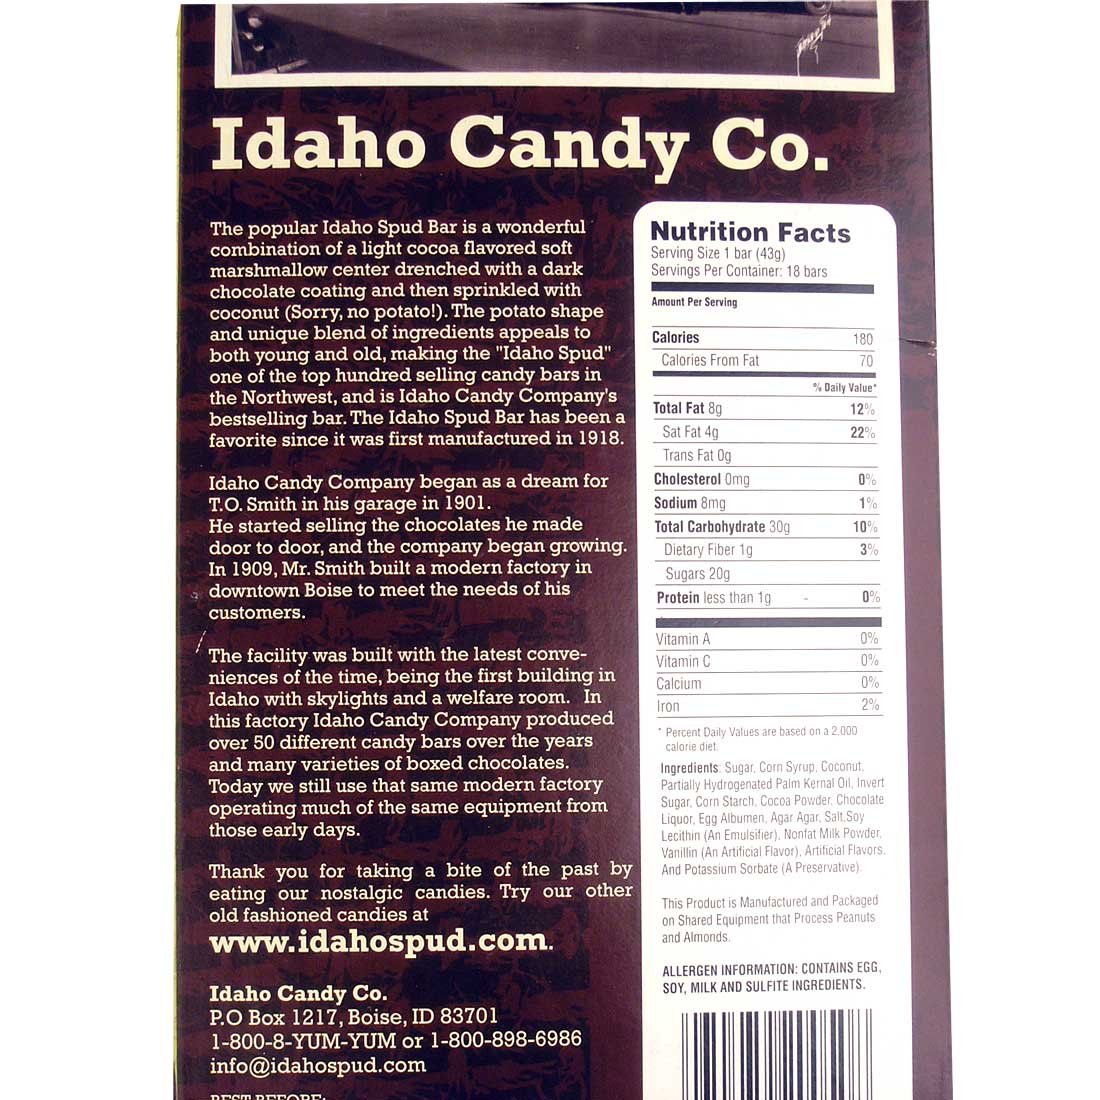 Idaho Candy Co.
The popular Idaho Spud Bar is a wonderful
combination of a light cocoa flavored soft
marshmallow center drenched with a dark
chocolate coating and then sprinkled with
coconut (Sorry, no potato!). The potato shape
and unique blend of ingredients appeals to
both young and old, making the "Idaho Spud"
one of the top hundred selling candy bars in
the Northwest, and is Idaho Candy Company's
bestselling bar. The Idaho Spud Bar has been a
favorite since it was first manufactured in 1918.
Idaho Candy Company began as a dream for
T.O. Smith in his garage in 1901.
He started selling the chocolates he made
door to door, and the company began growing.
In 1909, Mr. Smith built a modern factory in
downtown Boise to meet the needs of his
customers.
The facility was built with the latest conve-
niences of the time, being the first building in
Idaho with skylights and a welfare room. In
this factory Idaho Candy Company produced
over 50 different candy bars over the years
and many varieties of boxed chocolates.
Today we still use that same modern factory
operating much of the same equipment from
those early days.
Thank you for taking a bite of the past by
eating our nostalgic candies. Try our other
old fashioned candies at
www.idahospud.com.
Idaho Candy Co.
P.O Box 1217, Boise, ID 83701
1-800-8-YUM-YUM or 1-800-898-6986
info@idahospud.com
BEST BEFORE:
Nutrition Facts
Serving Size 1 bar (43g)
Servings Per Container: 18 bars
Amount Per Serving
Calories 180
Calories From Fat 70
% Daily Value*
Total Fat 8g 12%
Sat Fat 4g 22%
Trans Fat 0g
Cholesterol 0mg 0%
Sodium 8mg 1%
Total Carbohydrate 30g 10%
Dietary Fiber 1g 3%
Sugars 20g
Protein less than 1g - 0%
Vitamin A 0%
Vitamin C 0%
Calcium 0%
Iron 2%
* Percent Daily Values are based on a 2,000
calorie diet.
Ingredients: Sugar, Corn Syrup, Coconut,
Partially Hydrogenated Palm Kernal Oil, Invert
Sugar, Corn Starch, Cocoa Powder, Chocolate
Liquor, Egg Albumen, Agar Agar, Salt,Soy
Lecithin (An Emulsifier), Nonfat Milk Powder,
Vanillin (An Artificial Flavor), Artificial Flavors,
And Potassium Sorbate (A Preservative).
This Product is Manufactured and Packaged
on Shared Equipment that Process Peanuts
and Almonds.
ALLERGEN INFORMATION: CONTAINS EGG,
SOY, MILK AND SULFITE INGREDIENTS.